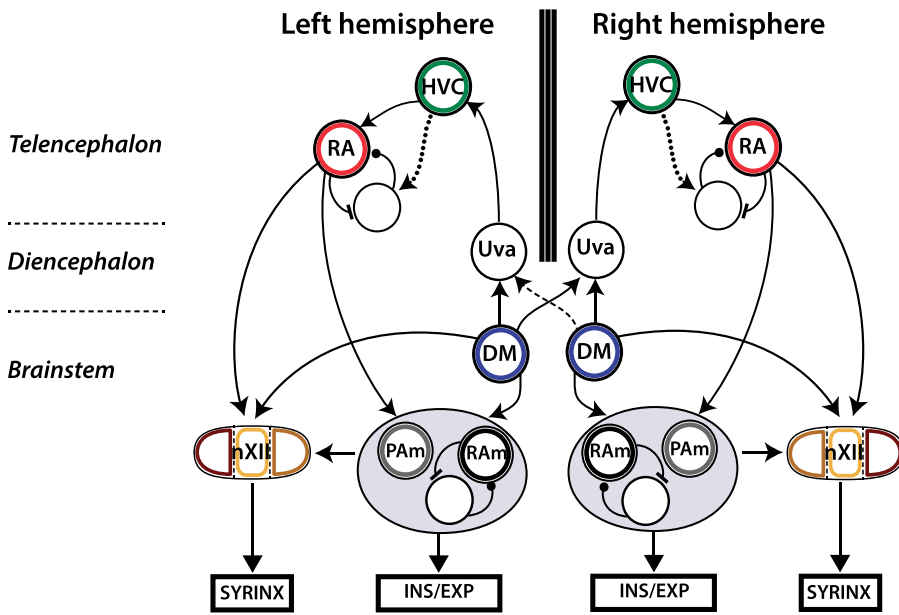 Left hemisphere Right hemisphere
HVC HVC
Telencephalon RA RA
Diencephalon Uva Uva
DM DM
Brainstem
nXII PAm RAm RAm PAm nXII
SYRINX INS/EXP INS/EXP SYRINX